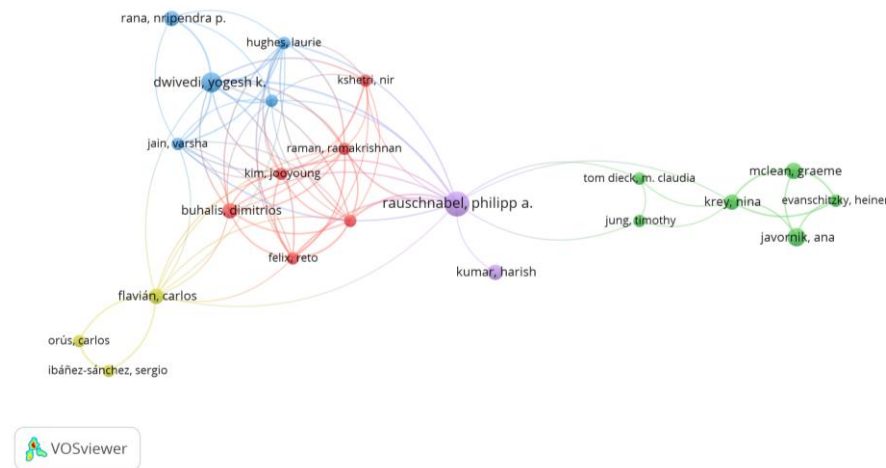 rana, nripendra p.
hughes, laurie
dwivedi, yogesh k.
kshetri, nir
jain, varsha
raman, ramakrishnan
kim, jooyoung
tom dieck, m. claudia
mclean, graeme
buhalis, dimitrios
rauschnabel, philipp a.
krey, nina
evanschitzky, heiner
jung, timothy
javornik, ana
felix, reto
kumar, harish
flavián, carlos
orús, carlos
ibáñez-sánchez, sergio
VOSviewer